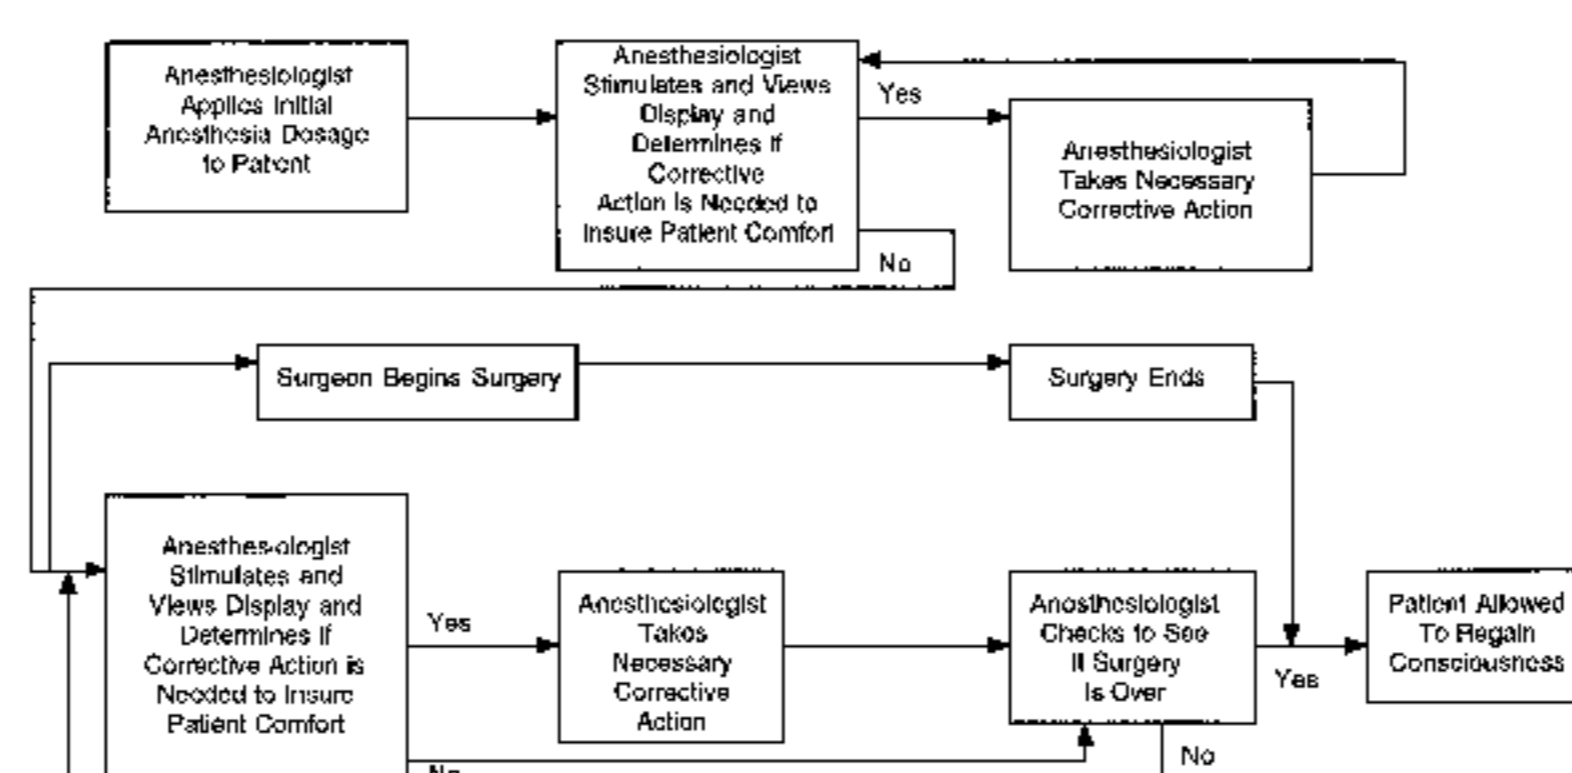 Anesthesiologist
Applies Initial
Anesthesia Dosage
to Patient
Anesthesiologist
Stimulates and Views
Display and
Determines if
Corrective
Action is Needed to
Insure Patient Comfort
Yes
No
Anesthesiologist
Takes Necessary
Corrective Action
Surgeon Begins Surgery
Surgery Ends
Anesthesiologist
Stimulates and
Views Display and
Determines if
Corrective Action is
Needed to Insure
Patient Comfort
Yes
No
Anesthesiologist
Takes
Necessary
Corrective
Action
Anesthesiologist
Checks to See
If Surgery
Is Over
Yes
No
Patient Allowed
To Regain
Consciousness